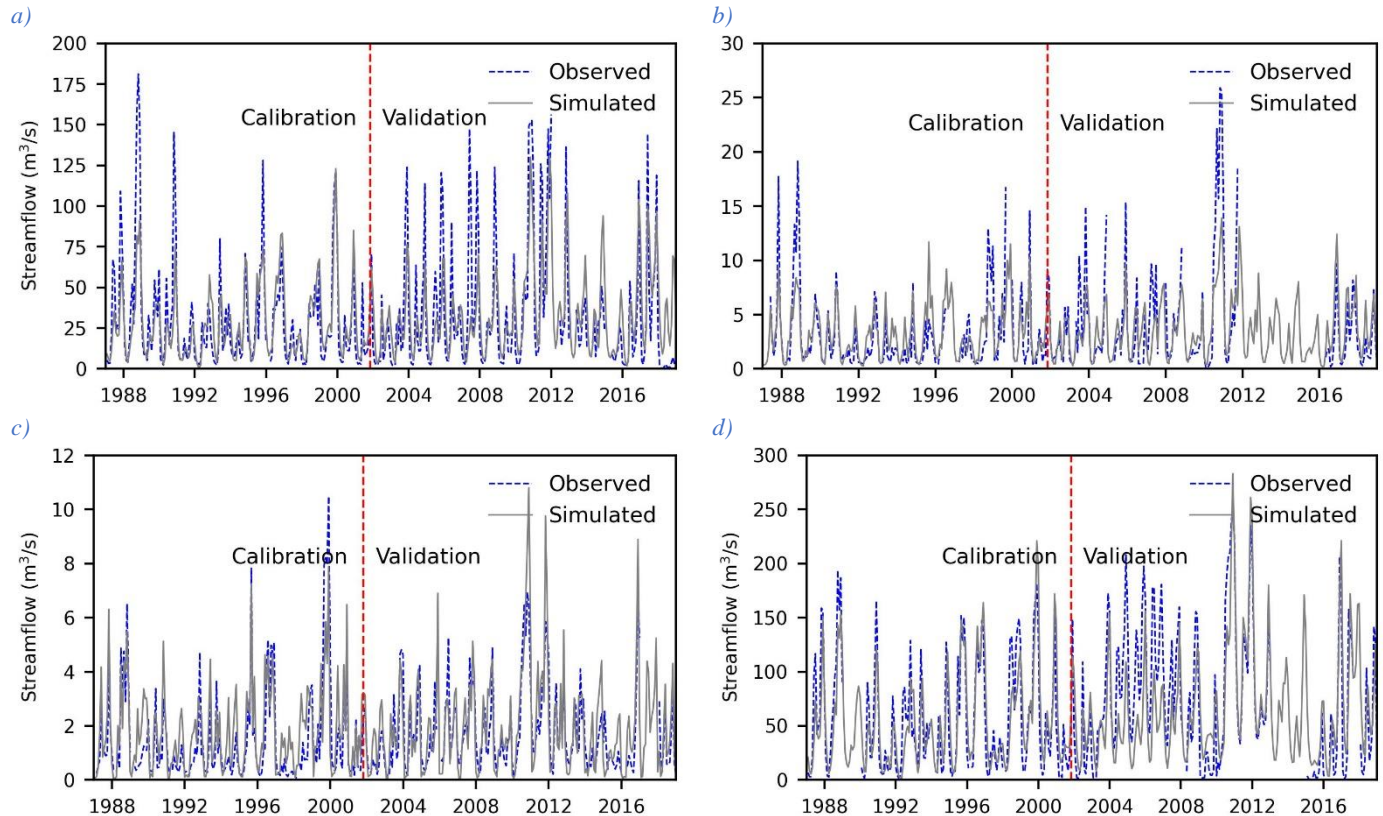 a)
200
175
150
125
100
75
50
25
0
Streamflow (m³/s)
Observed
Simulated
Calibration
Validation
1988 1992 1996 2000 2004 2008 2012 2016
b)
30
25
20
15
10
5
0
Observed
Simulated
Calibration
Validation
1988 1992 1996 2000 2004 2008 2012 2016
c)
12
10
8
6
4
2
0
Streamflow (m³/s)
Observed
Simulated
Calibration
Validation
1988 1992 1996 2000 2004 2008 2012 2016
d)
300
250
200
150
100
50
0
Streamflow (m³/s)
Observed
Simulated
Calibration
Validation
1988 1992 1996 2000 2004 2008 2012 2016